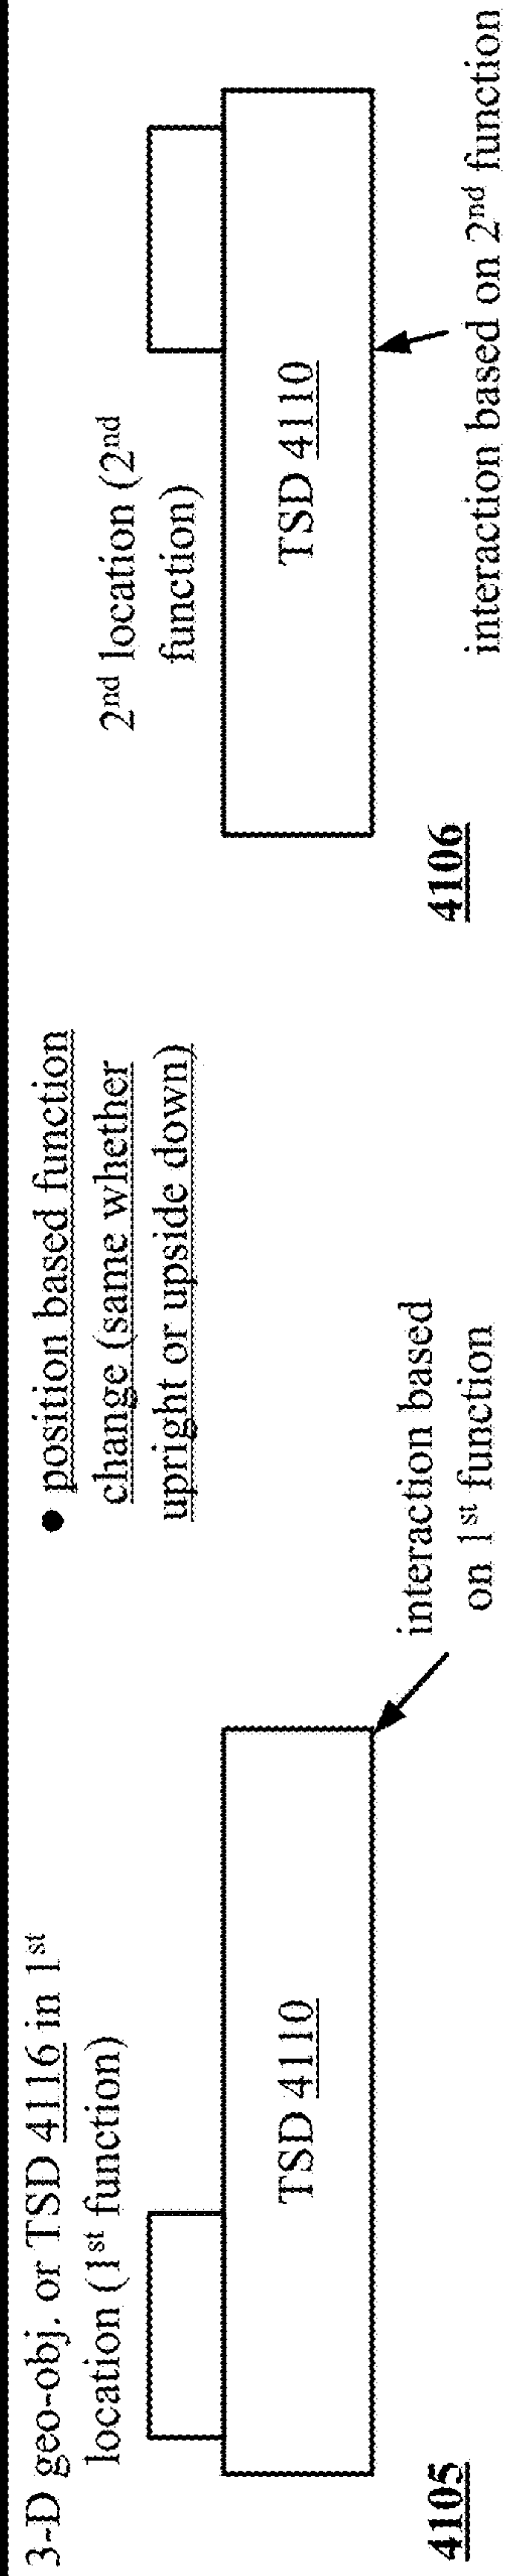 3-D geo-obj. or TSD 4116 in 1st
location (1st function)
TSD 4110
4105
interaction based
on 1st function
● position based function
change (same whether
upright or upside down)
2nd location (2nd
function)
TSD 4110
4106
interaction based on 2nd function